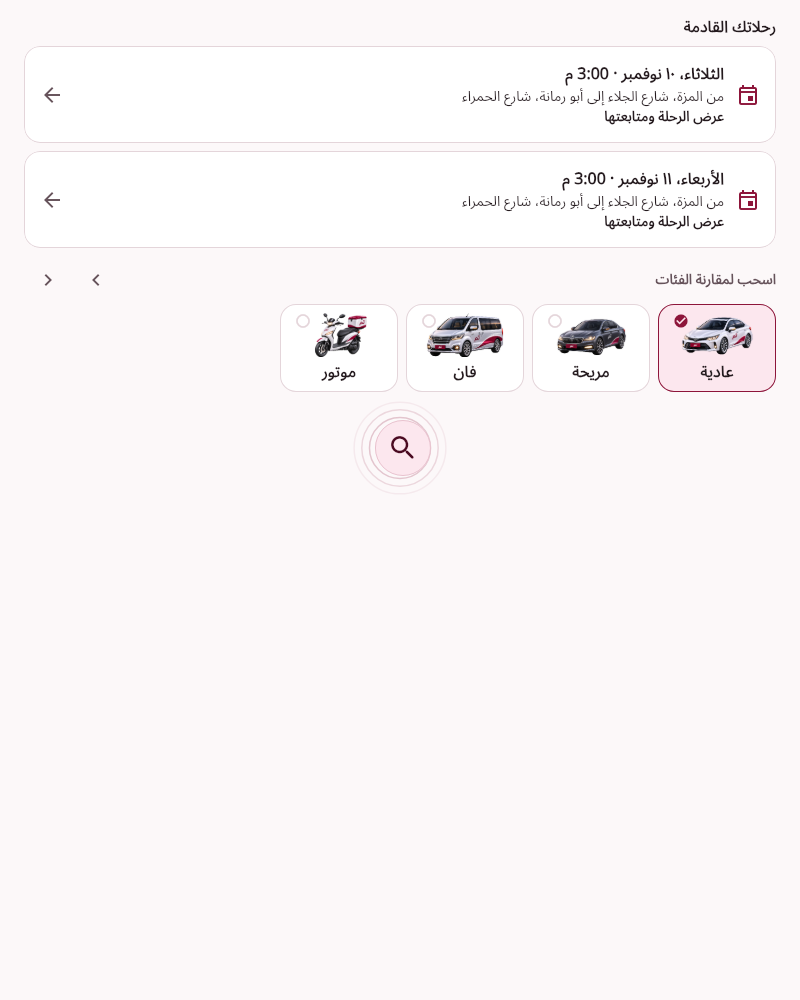 رحلاتك القادمة
الثلاثاء، ١٠ نوفمبر · 3:00 م
من المزة، شارع الجلاء إلى أبو رمانة، شارع الحمراء
عرض الرحلة ومتابعتها
الأربعاء، ١١ نوفمبر · 3:00 م
من المزة، شارع الجلاء إلى أبو رمانة، شارع الحمراء
عرض الرحلة ومتابعتها
اسحب لمقارنة الفئات
عادية
مريحة
فان
موتور